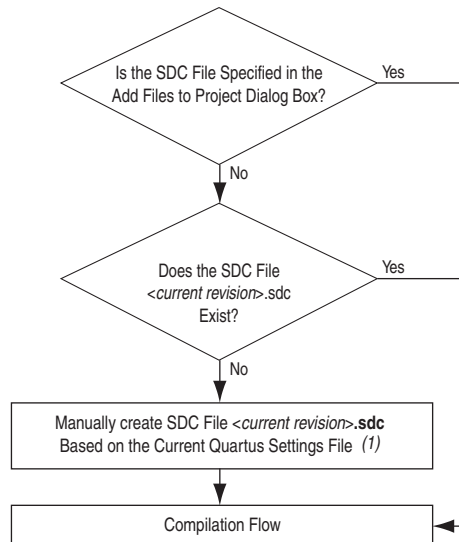 Is the SDC File Specified in the
Add Files to Project Dialog Box?
Yes
No
Does the SDC File
<current revision>.sdc
Exist?
Yes
No
Manually create SDC File <current revision>.sdc
Based on the Current Quartus Settings File (1)
Compilation Flow